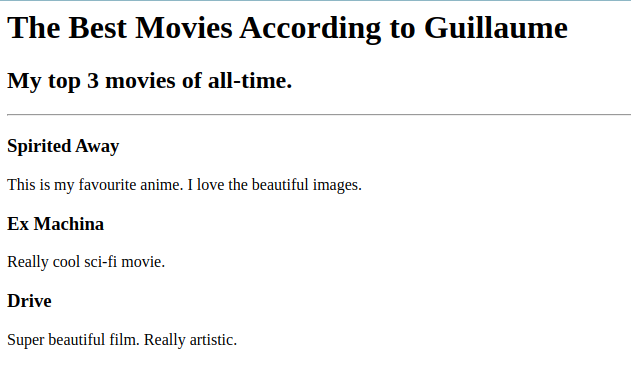 The Best Movies According to Guillaume
My top 3 movies of all-time.
Spirited Away
This is my favourite anime. I love the beautiful images.
Ex Machina
Really cool sci-fi movie.
Drive
Super beautiful film. Really artistic.